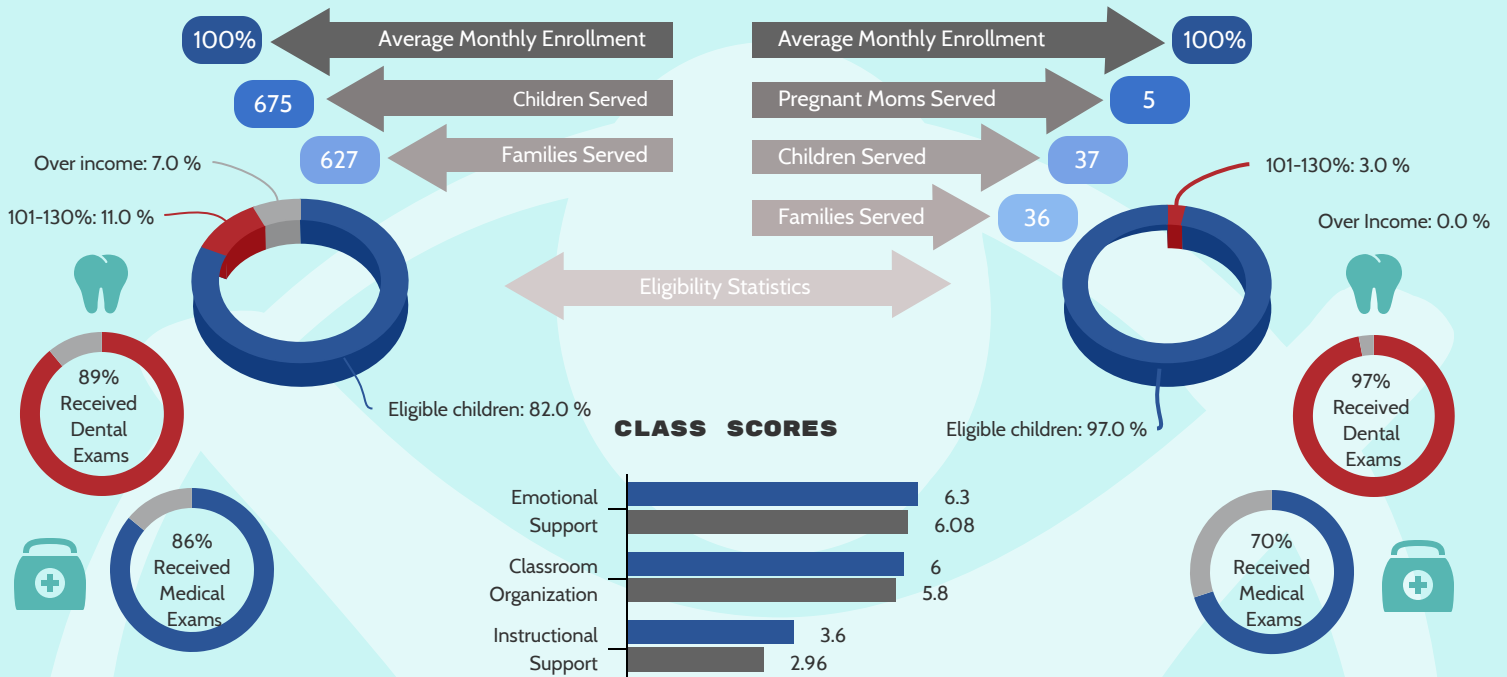 100%
Average Monthly Enrollment
675
Children Served
627
Families Served
Over income: 7.0 %
101-130%: 11.0 %
Average Monthly Enrollment
100%
Pregnant Moms Served
5
Children Served
37
Families Served
36
101-130%: 3.0 %
Over Income: 0.0 %
Eligibility Statistics
89%
Received
Dental
Exams
Eligible children: 82.0 %
86%
Received
Medical
Exams
CLASS SCORES
Emotional
Support
6.3
6.08
Classroom
Organization
6
5.8
Instructional
Support
3.6
2.96
Eligible children: 97.0 %
97%
Received
Dental
Exams
70%
Received
Medical
Exams